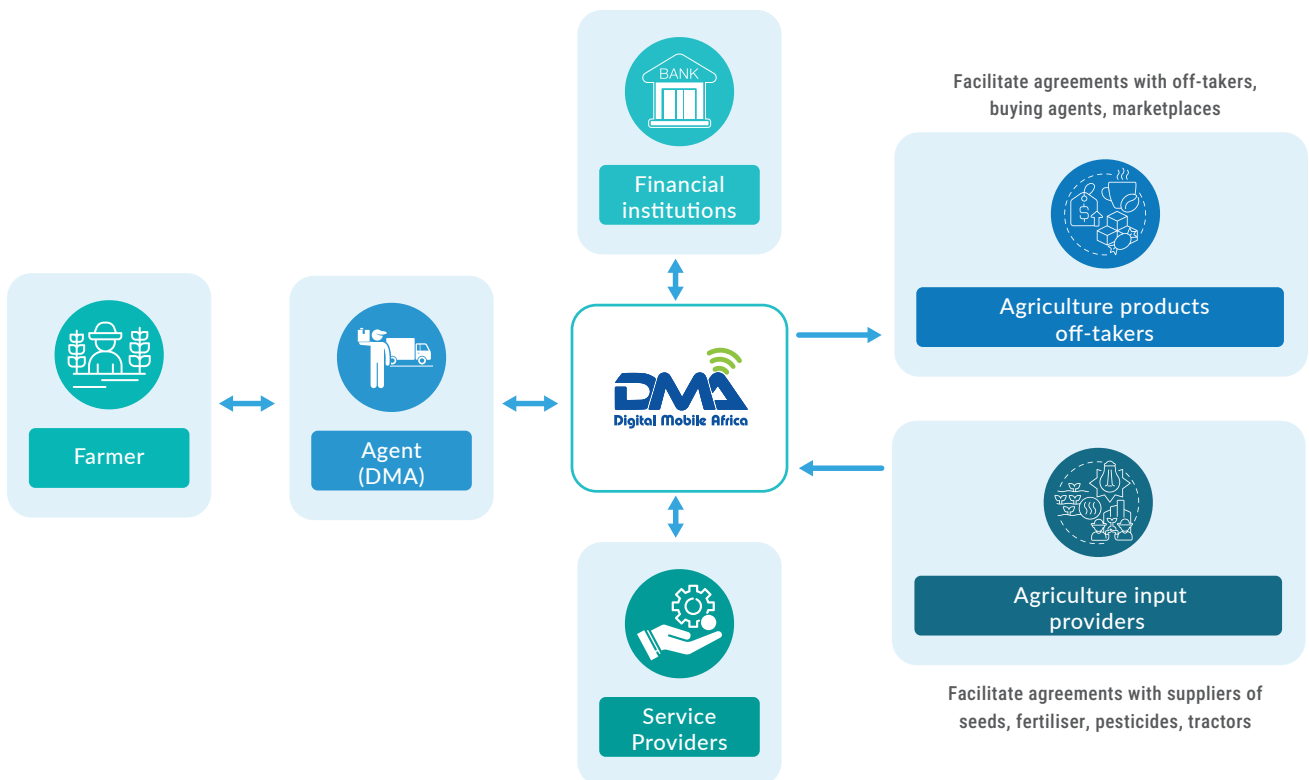 BANK
Financial
institutions
Facilitate agreements with off-takers,
buying agents, marketplaces
Agriculture products
off-takers
Farmer
Agent
(DMA)
DMA
Digital Mobile Africa
Agriculture input
providers
Service
Providers
Facilitate agreements with suppliers of
seeds, fertiliser, pesticides, tractors